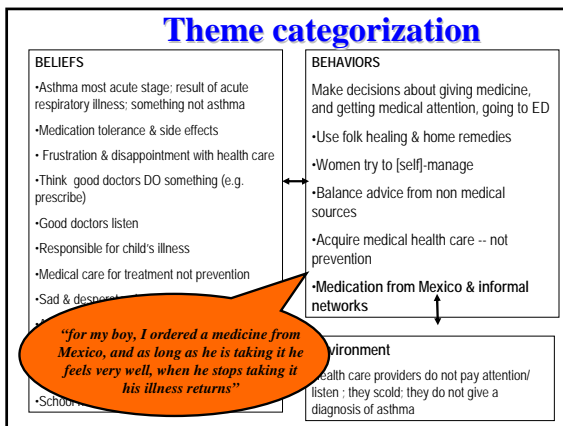 Theme categorization
BELIEFS
•Asthma most acute stage; result of acute
respiratory illness; something not asthma
•Medication tolerance & side effects
• Frustration & disappointment with health care
•Think good doctors DO something (e.g.
prescribe)
•Good doctors listen
•Responsible for child's illness
•Medical care for treatment not prevention
•Sad &
•School
BEHAVIORS
Make decisions about giving medicine,
and getting medical attention, going to ED
•Use folk healing & home remedies
•Women try to [self]-manage
•Balance advice from non medical
sources
•Acquire medical health care -- not
prevention
•Medication from Mexico & informal
networks
"for my boy, I ordered a medicine from
Mexico, and as long as he is taking it he
feels very well, when he stops taking it
his illness returns"
vironment
ealth care providers do not pay attention/
listen ; they scold; they do not give a
diagnosis of asthma